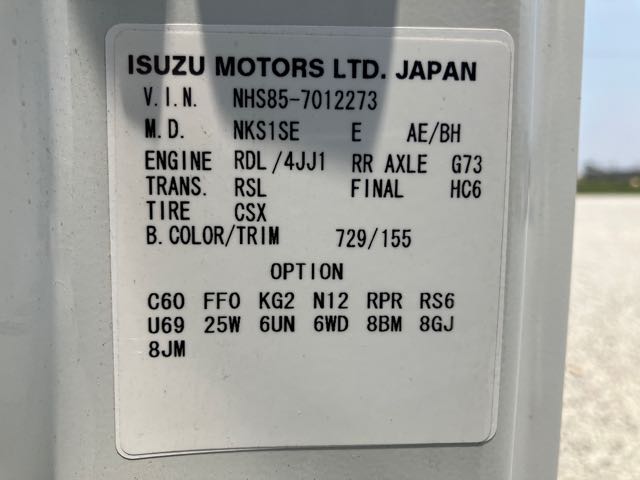 ISUZU MOTORS LTD. JAPAN
V.I.N. NHS85-7012273
M.D. NKS1SE E AE/BH
ENGINE RDL/4JJ1 RR AXLE G73
TRANS. RSL FINAL HC6
TIRE CSX
B.COLOR/TRIM 729/155
OPTION
C60 FF0 KG2 N12 RPR RS6
U69 25W 6UN 6WD 8BM 8GJ
8JM